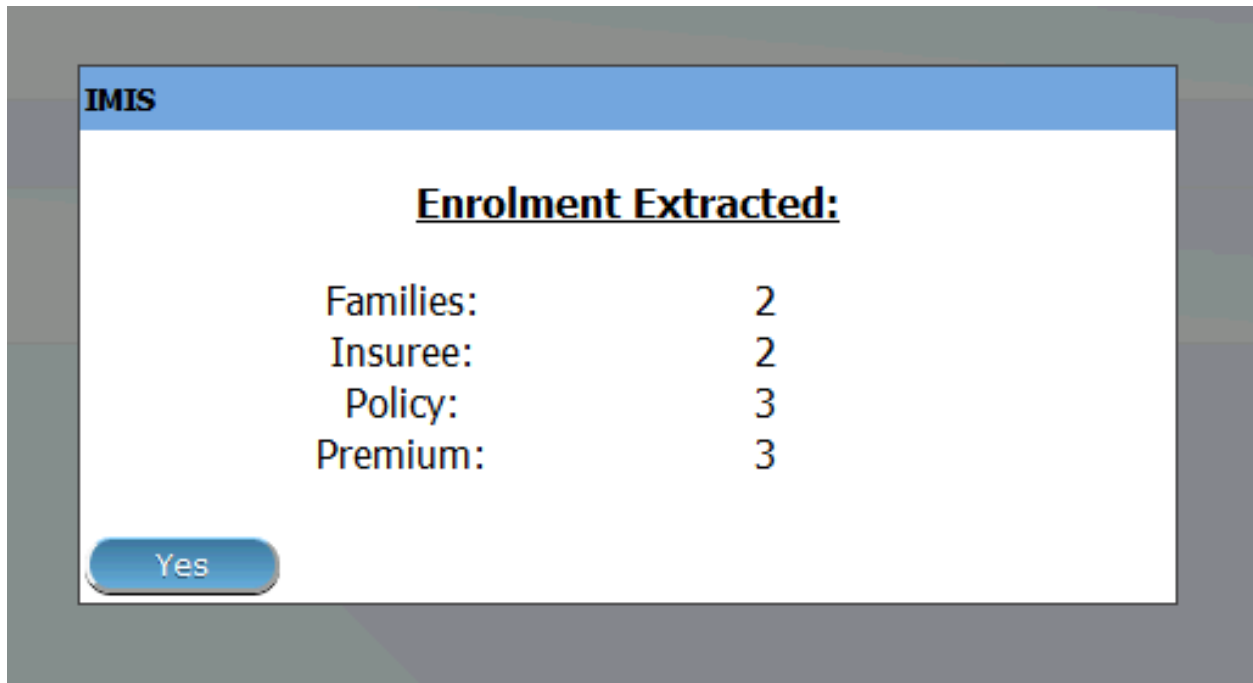 IMIS
Enrolment Extracted:
Families: 2
Insuree: 2
Policy: 3
Premium: 3
Yes